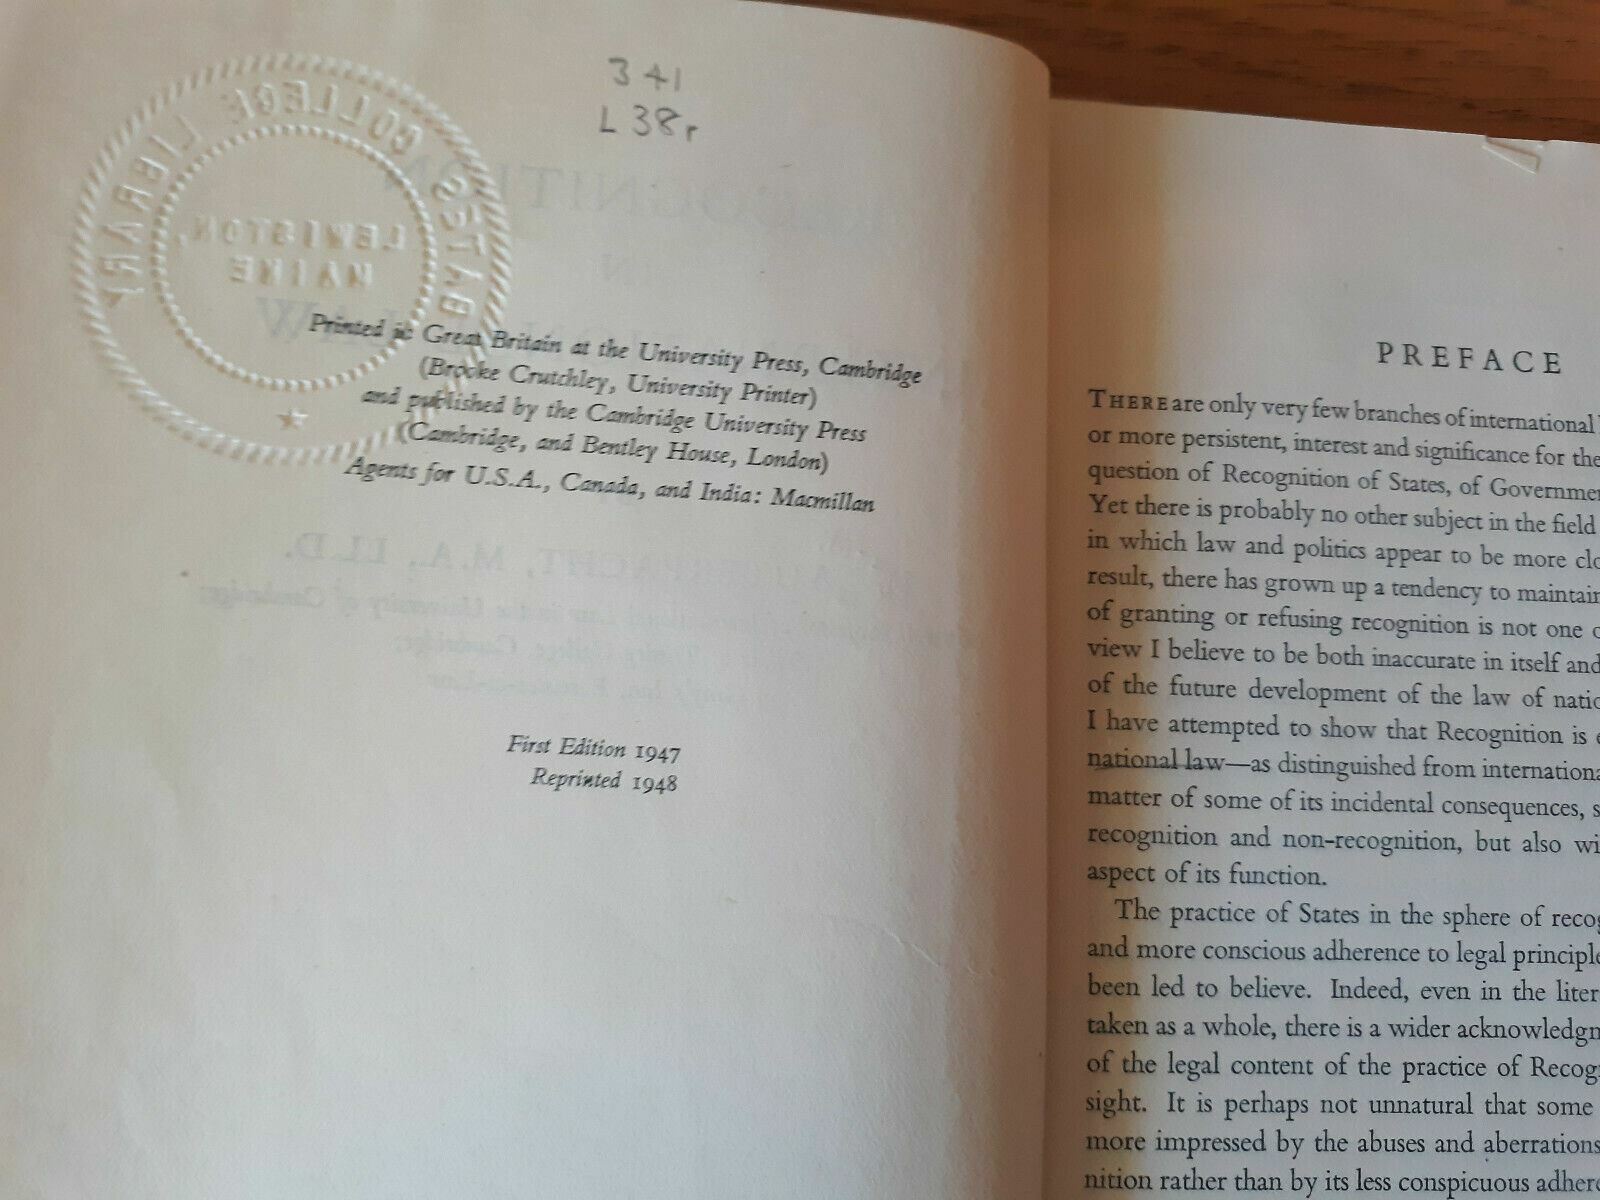 341
L38r
BATES COLLEGE LIBRARY
LEWISTON,
MAINE
RECOGNITION
IN
Printed in Great Britain at the University Press, Cambridge
(Brooke Crutchley, University Printer)
and published by the Cambridge University Press
(Cambridge, and Bentley House, London)
Agents for U.S.A., Canada, and India: Macmillan
M.A., LL.D.
First Edition 1947
Reprinted 1948
PREFACE
THERE are only very few branches of international
or more persistent, interest and significance for the
question of Recognition of States, of Governme
Yet there is probably no other subject in the field
in which law and politics appear to be more clo
result, there has grown up a tendency to maintain
of granting or refusing recognition is not one o
view I believe to be both inaccurate in itself and
of the future development of the law of natio
I have attempted to show that Recognition is
national law—as distinguished from internationa
matter of some of its incidental consequences, s
recognition and non-recognition, but also wi
aspect of its function.
The practice of States in the sphere of recog
and more conscious adherence to legal principle
been led to believe. Indeed, even in the liter
taken as a whole, there is a wider acknowledgm
of the legal content of the practice of Recog
sight. It is perhaps not unnatural that some
more impressed by the abuses and aberrations
nition rather than by its less conspicuous adhere